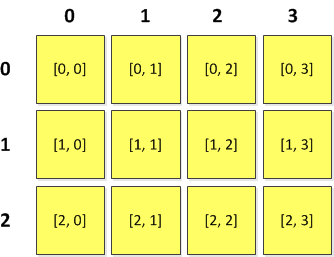 0 1 2 3
0 [0, 0] [0, 1] [0, 2] [0, 3]
1 [1, 0] [1, 1] [1, 2] [1, 3]
2 [2, 0] [2, 1] [2, 2] [2, 3]